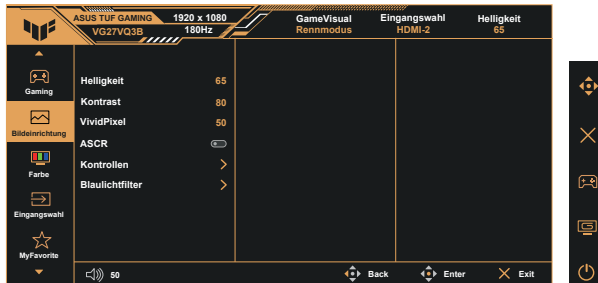 ASUS TUF GAMING 1920 x 1080
VG27VQ3B 180Hz
GameVisual
Rennmodus
Eingangswahl
HDMI-2
Helligkeit
65
Gaming
Bildeinrichtung
Farbe
Eingangswahl
MyFavorite
Helligkeit 65
Kontrast 80
VividPixel 50
ASCR
Kontrollen
Blaulichtfilter
50 Back Enter Exit